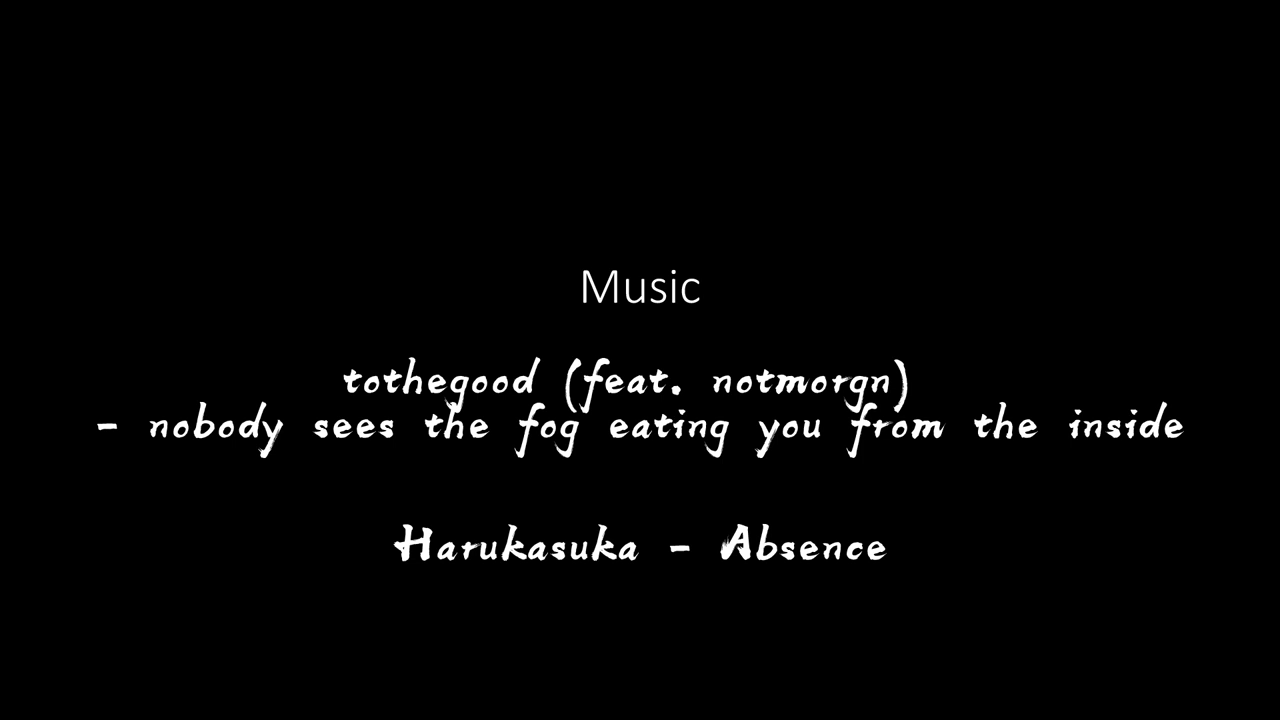 Music
tothegood (feat. notmorgn)
- nobody sees the fog eating you from the inside
Harukasuka - Absence